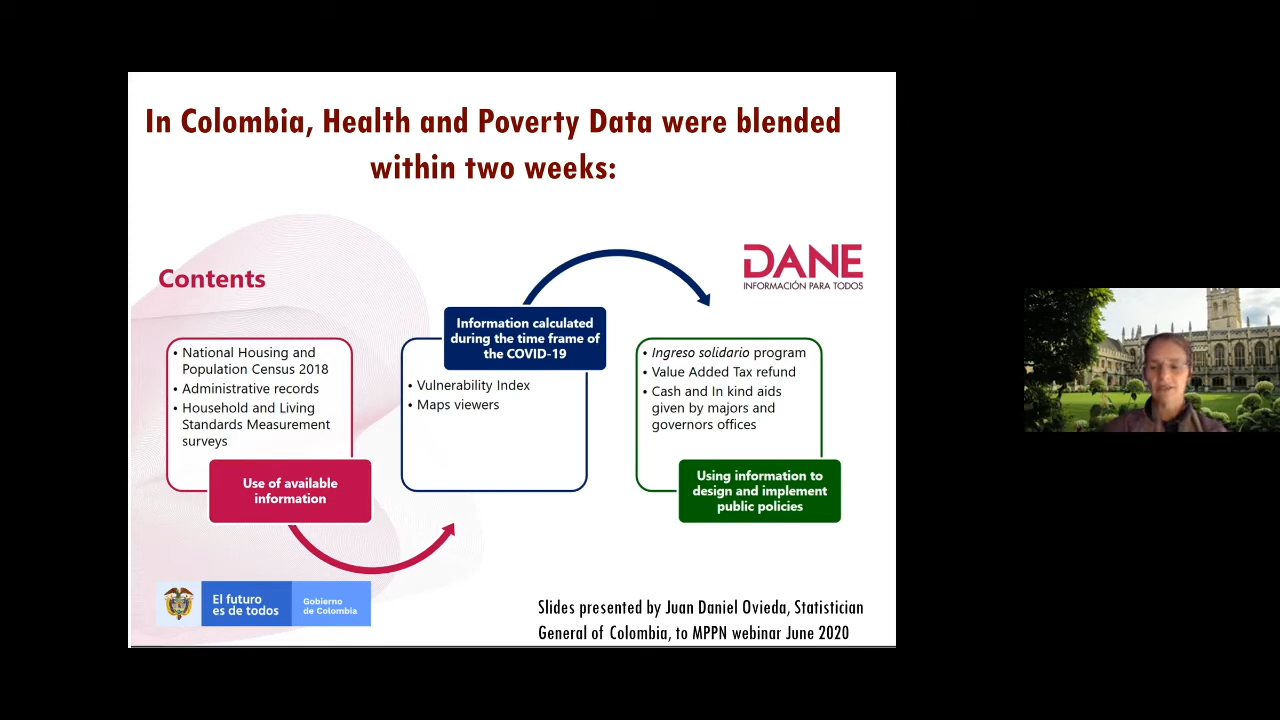 In Colombia, Health and Poverty Data were blended
within two weeks:
Contents
DANE
INFORMACIÓN PARA TODOS
• National Housing and
Population Census 2018
• Administrative records
• Household and Living
Standards Measurement
surveys
Use of available
information
Information calculated
during the time frame of
the COVID-19
• Vulnerability Index
• Maps viewers
• Ingreso solidario program
• Value Added Tax refund
• Cash and In kind aids
given by majors and
governors offices
Using information to
design and implement
public policies
El futuro
es de todos
Gobierno
de Colombia
Slides presented by Juan Daniel Ovieda, Statistician
General of Colombia, to MPPN webinar June 2020